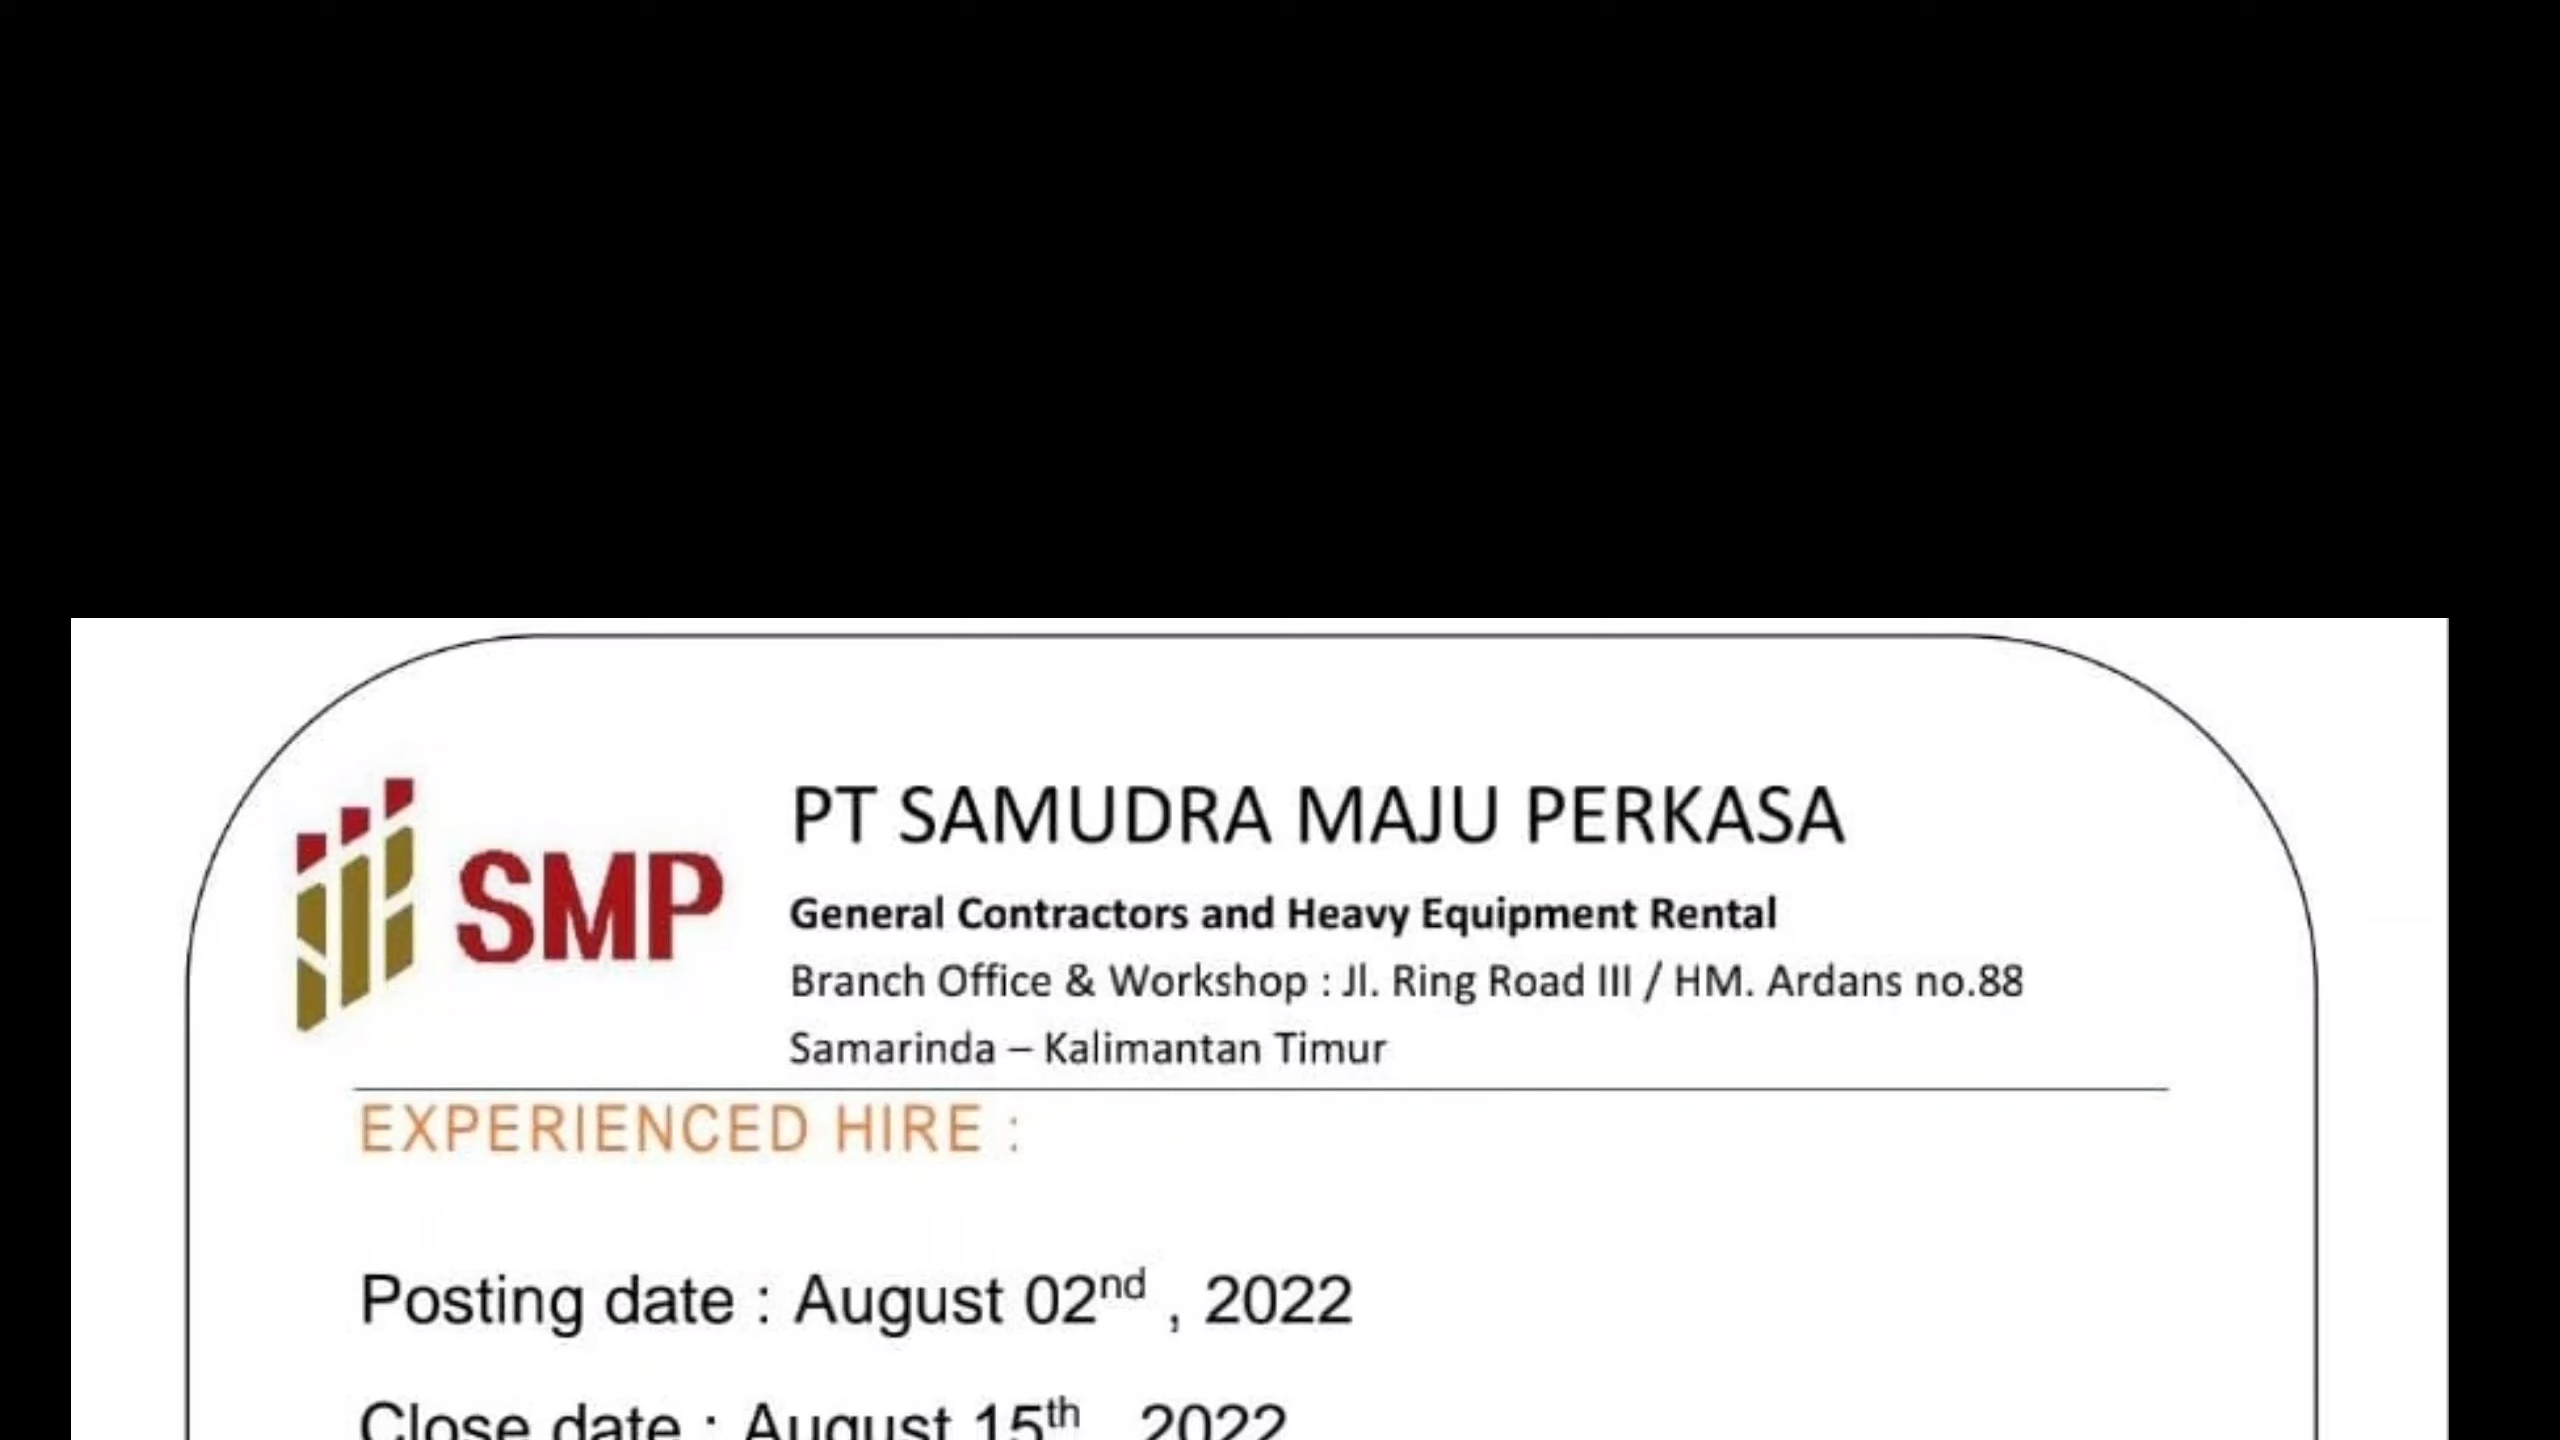 SMP
PT SAMUDRA MAJU PERKASA
General Contractors and Heavy Equipment Rental
Branch Office & Workshop : Jl. Ring Road III / HM. Ardans no.88
Samarinda – Kalimantan Timur
EXPERIENCED HIRE :
Posting date : August 02nd , 2022
Close date : August 15th , 2022